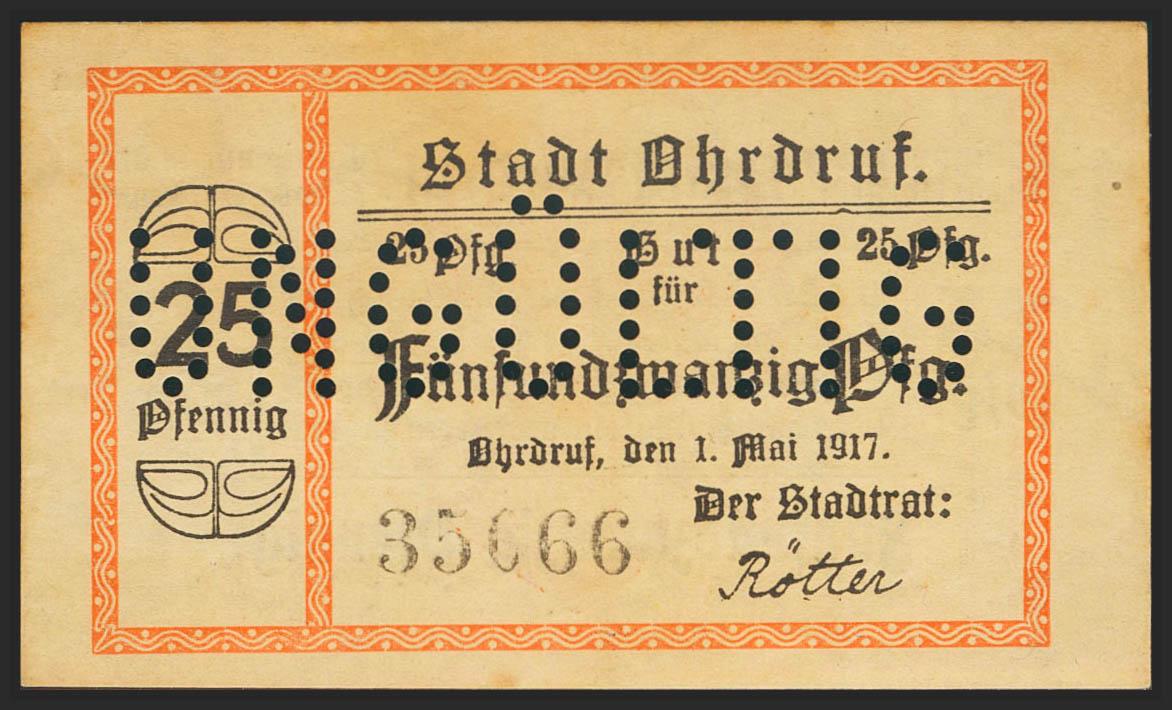 Stadt Ohrdruf.
25 Pfg. Gut 25 Pfg.
für
Fünfundzwanzig Pfg.
Ohrdruf, den 1. Mai 1917.
Der Stadtrat:
Rötter
25
Pfennig
UNGÜLTIG